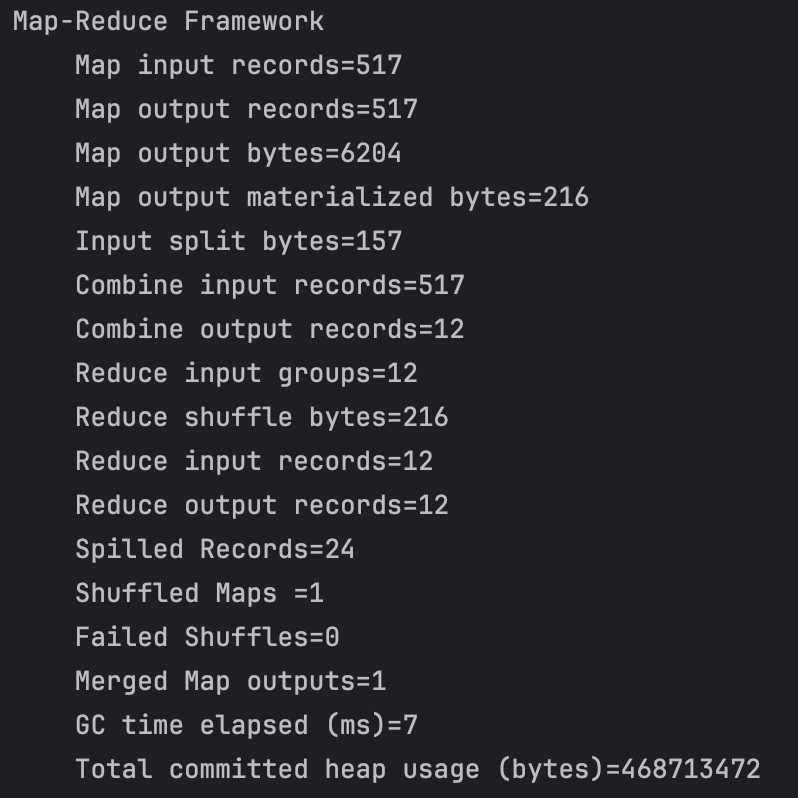 Map-Reduce Framework
Map input records=517
Map output records=517
Map output bytes=6204
Map output materialized bytes=216
Input split bytes=157
Combine input records=517
Combine output records=12
Reduce input groups=12
Reduce shuffle bytes=216
Reduce input records=12
Reduce output records=12
Spilled Records=24
Shuffled Maps =1
Failed Shuffles=0
Merged Map outputs=1
GC time elapsed (ms)=7
Total committed heap usage (bytes)=468713472